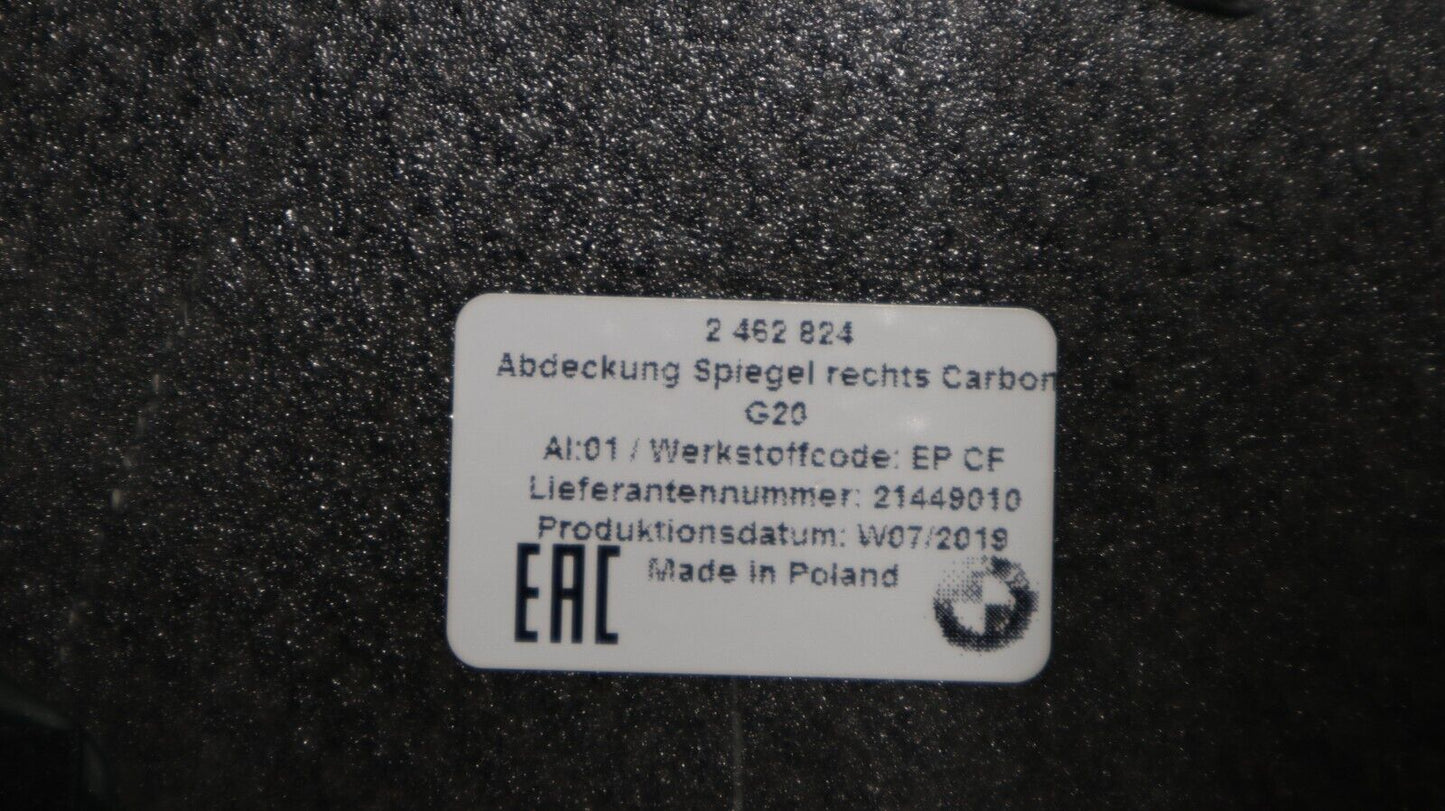 2 462 824
Abdeckung Spiegel rechts Carbon
G20
AI:01 / Werkstoffcode: EP CF
Lieferantennummer: 21449010
Produktionsdatum: W07/2019
Made in Poland
EAC